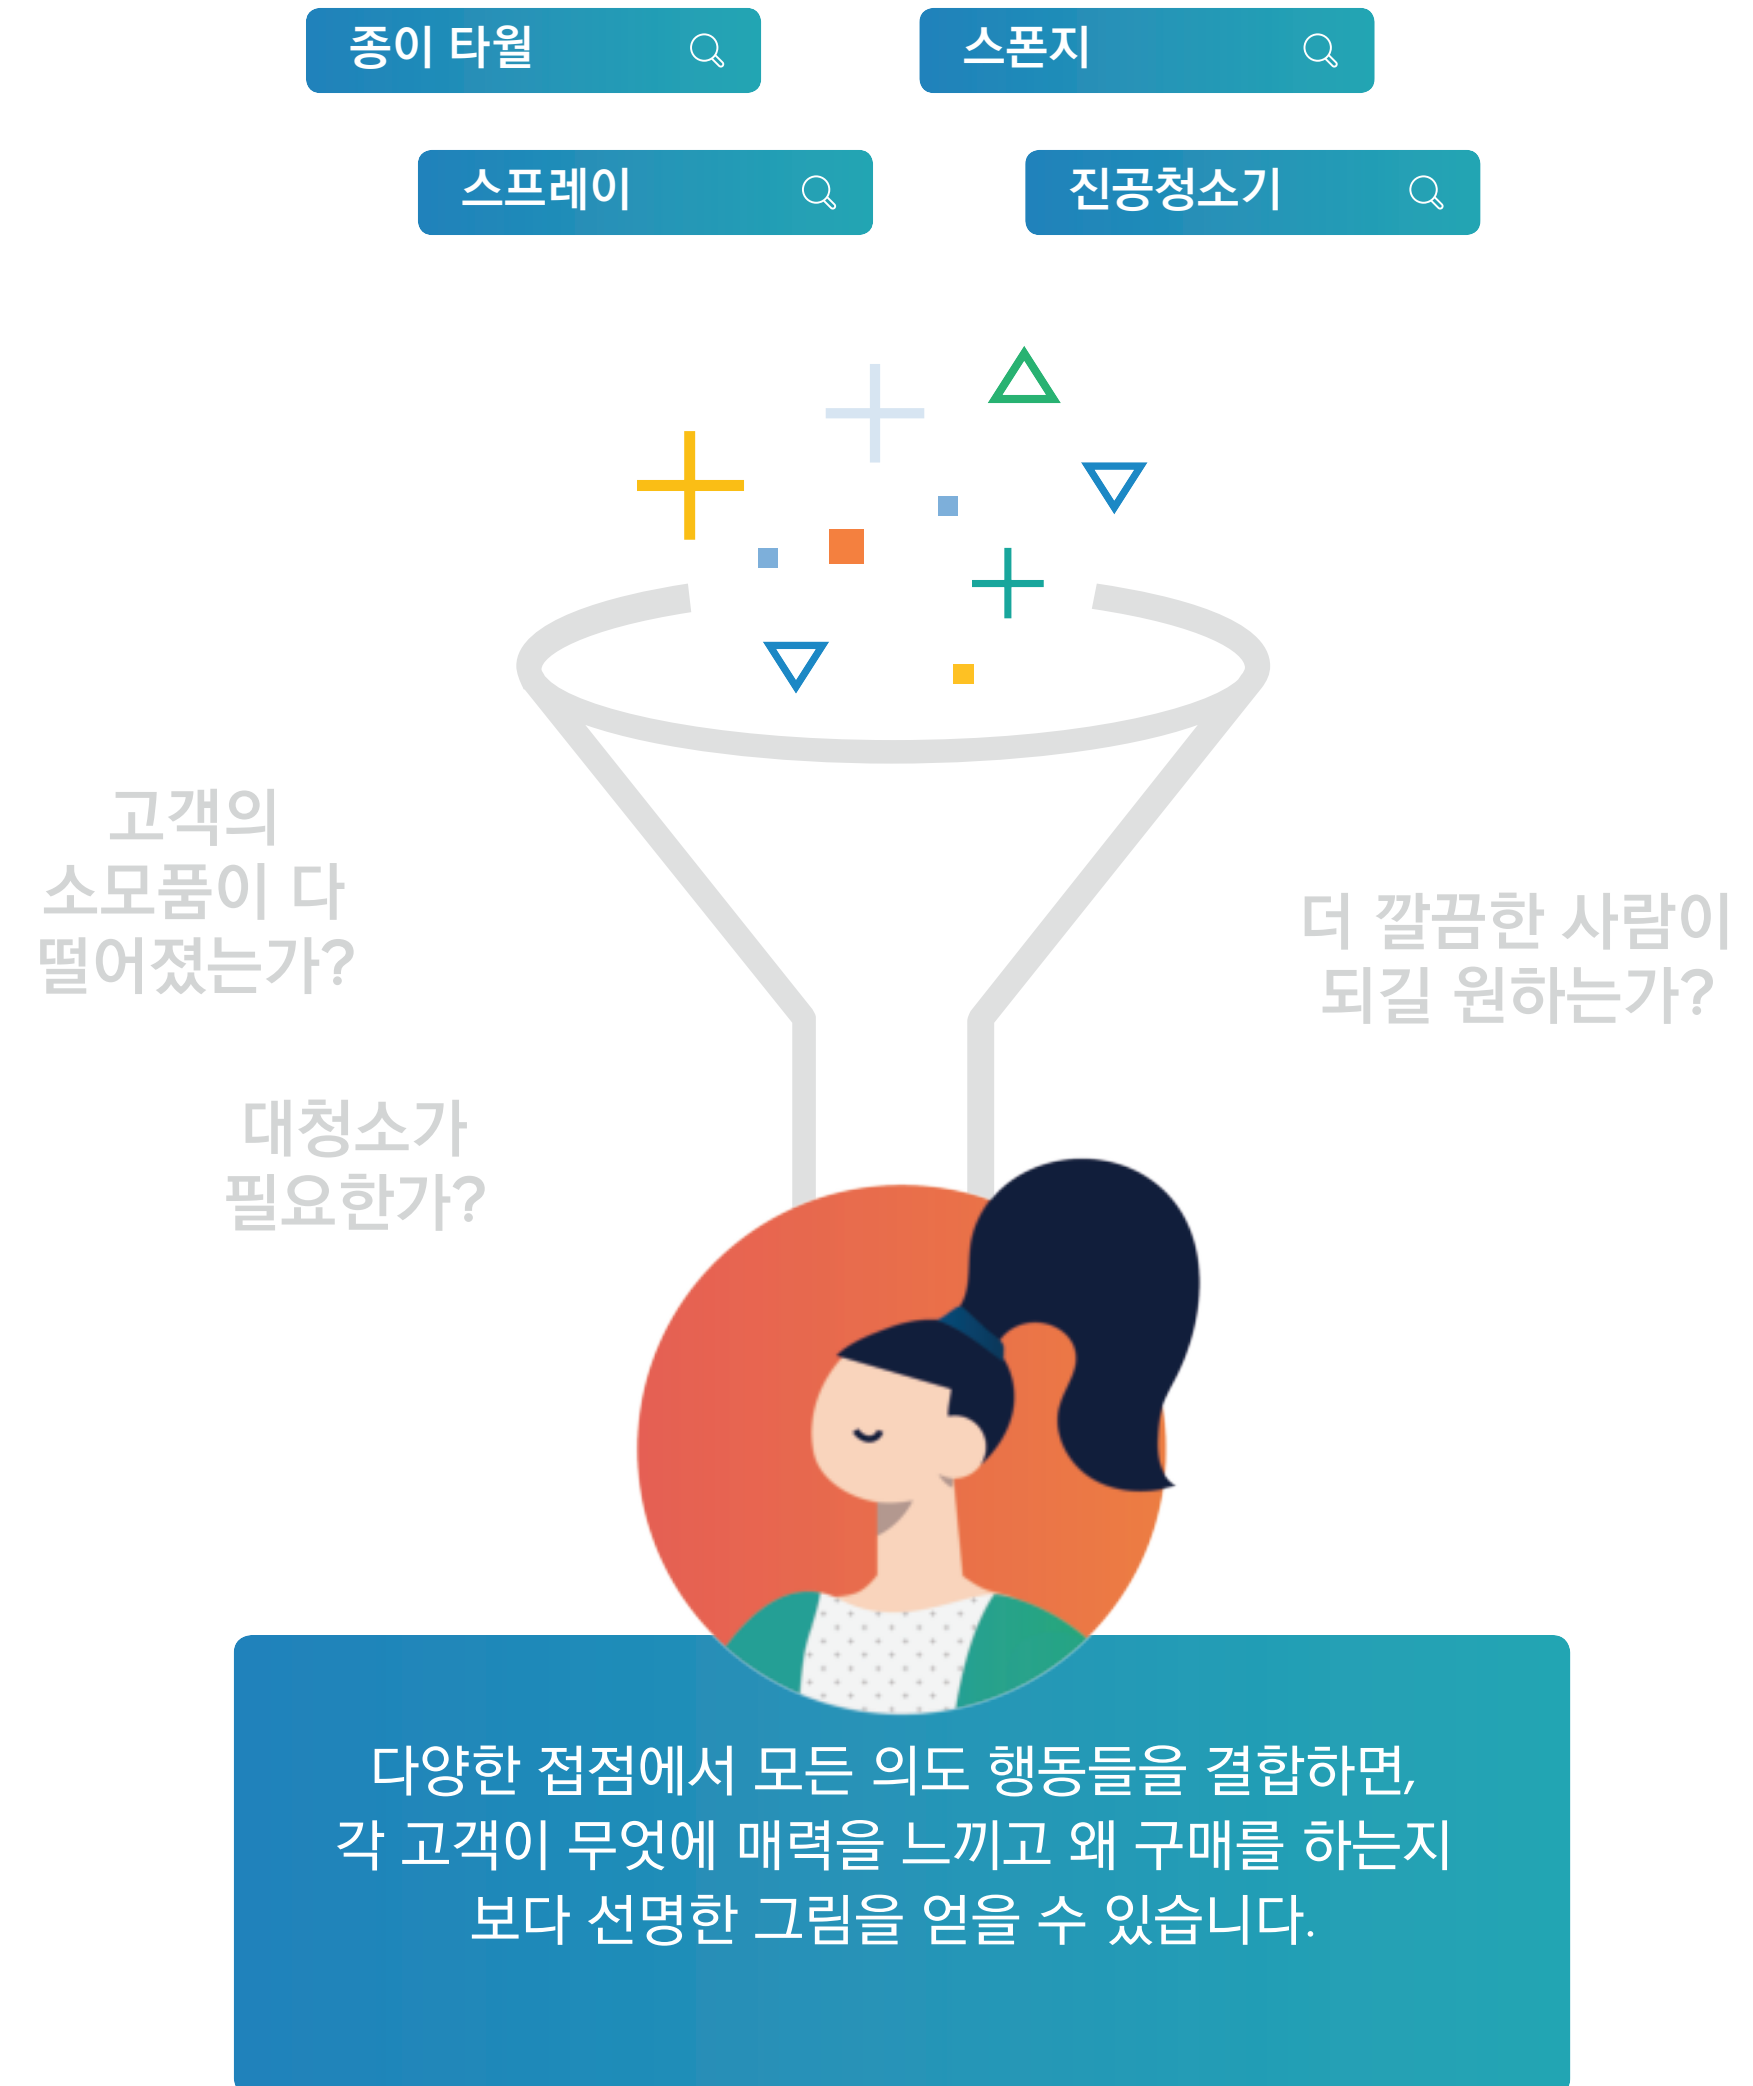 종이 타월
스폰지
스프레이
진공청소기
고객의
소모품이 다
떨어졌는가?
더 깔끔한 사람이
되길 원하는가?
대청소가
필요한가?
다양한 접점에서 모든 의도 행동들을 결합하면,
각 고객이 무엇에 매력을 느끼고 왜 구매를 하는지
보다 선명한 그림을 얻을 수 있습니다.